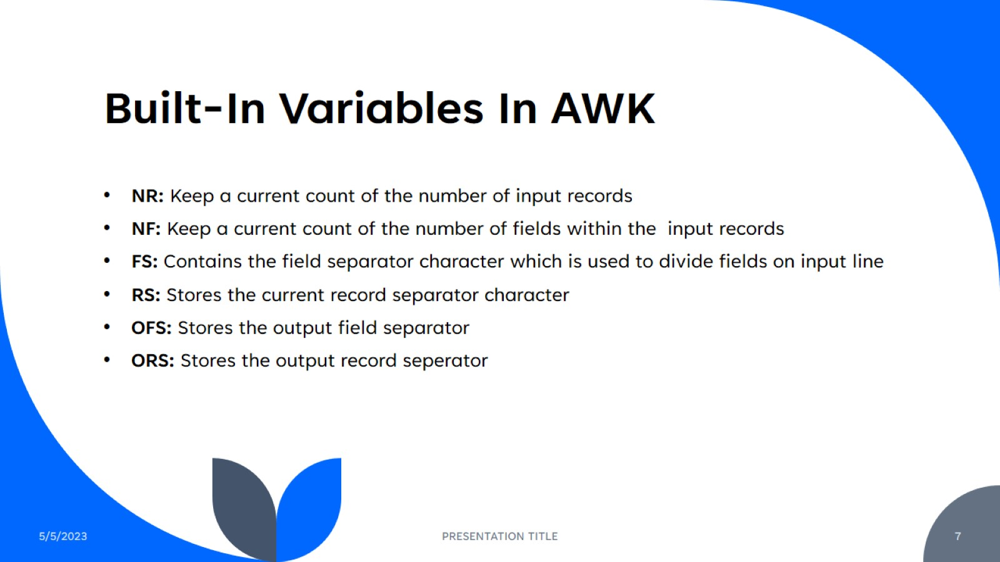 Built-In Variables In AWK
• NR: Keep a current count of the number of input records
• NF: Keep a current count of the number of fields within the  input records
• FS: Contains the field separator character which is used to divide fields on input line
• RS: Stores the current record separator character
• OFS: Stores the output field separator
• ORS: Stores the output record seperator
5/5/2023
PRESENTATION TITLE
7